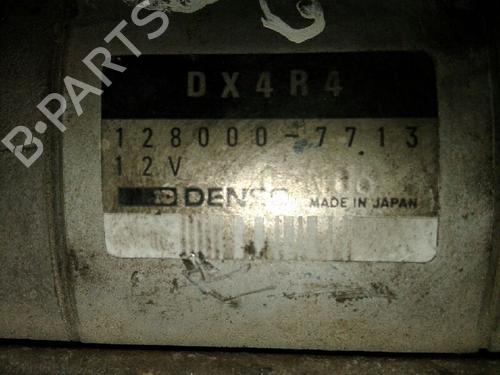 DX4R4
128000-7713
12V
DENSO MADE IN JAPAN
B-PARTS